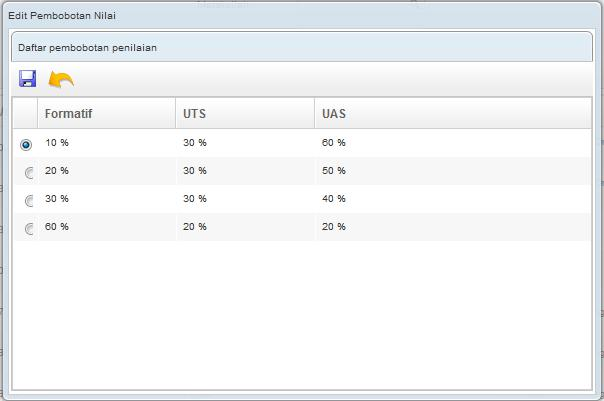 Edit Pembobotan Nilai
Daftar pembobotan penilaian
Formatif UTS UAS
10 % 30 % 60 %
20 % 30 % 50 %
30 % 30 % 40 %
60 % 20 % 20 %